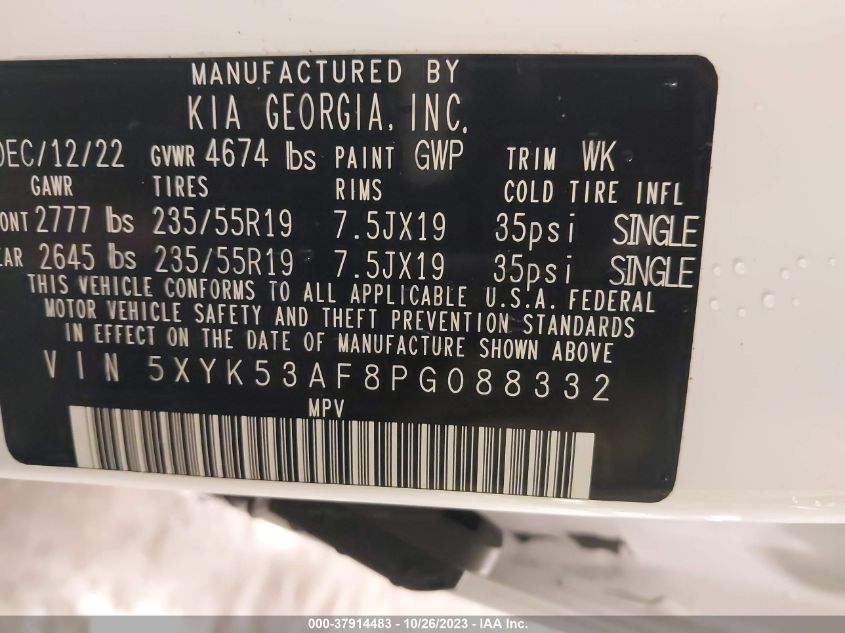 MANUFACTURED BY
KIA GEORGIA, INC.
DEC/12/22 GVWR 4674 lbs PAINT GWP TRIM WK
GAWR TIRES RIMS COLD TIRE INFL
ONT 2777 lbs 235/55R19 7.5JX19 35psi SINGLE
EAR 2645 lbs 235/55R19 7.5JX19 35psi SINGLE
THIS VEHICLE CONFORMS TO ALL APPLICABLE U.S.A. FEDERAL
MOTOR VEHICLE SAFETY AND THEFT PREVENTION STANDARDS
IN EFFECT ON THE DATE OF MANUFACTURE SHOWN ABOVE
VIN 5XYK53AF8PG088332
MPV
000-37914483 - 10/26/2023 - IAA Inc.